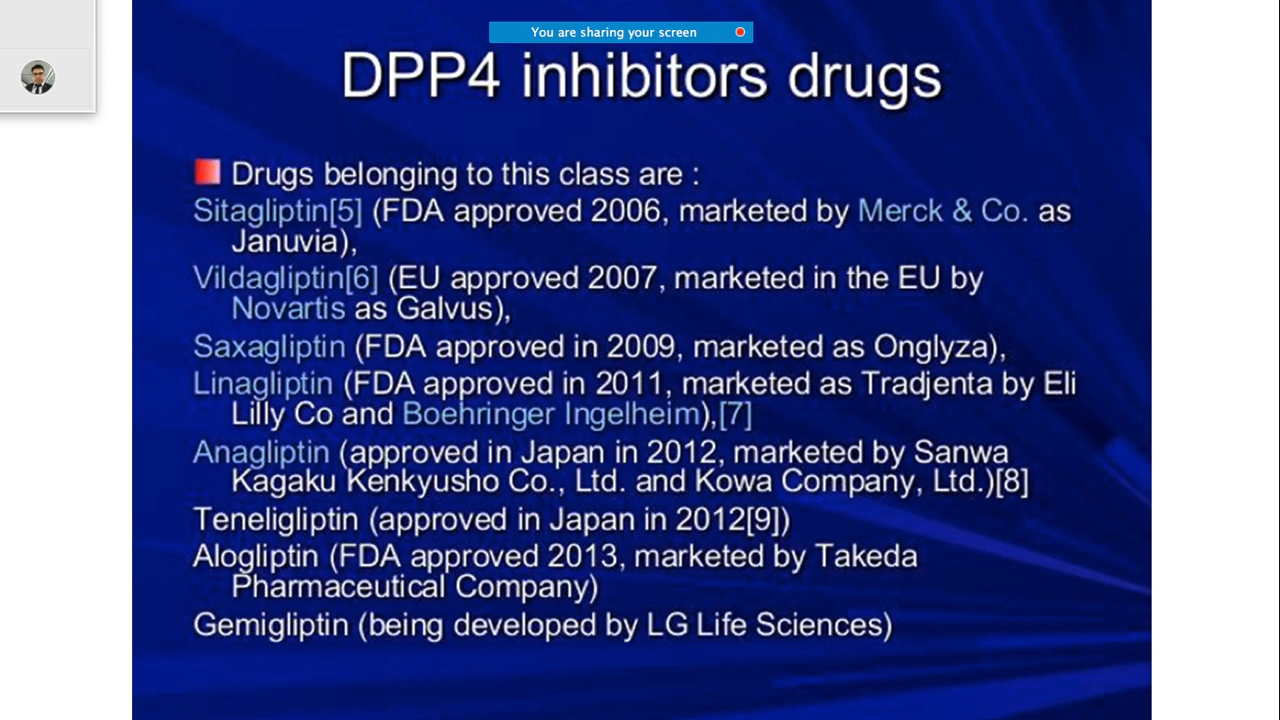 You are sharing your screen
DPP4 inhibitors drugs
Drugs belonging to this class are :
Sitagliptin[5] (FDA approved 2006, marketed by Merck & Co. as
Januvia),
Vildagliptin[6] (EU approved 2007, marketed in the EU by
Novartis as Galvus),
Saxagliptin (FDA approved in 2009, marketed as Onglyza),
Linagliptin (FDA approved in 2011, marketed as Tradjenta by Eli
Lilly Co and Boehringer Ingelheim),[7]
Anagliptin (approved in Japan in 2012, marketed by Sanwa
Kagaku Kenkyusho Co., Ltd. and Kowa Company, Ltd.)[8]
Teneligliptin (approved in Japan in 2012[9])
Alogliptin (FDA approved 2013, marketed by Takeda
Pharmaceutical Company)
Gemigliptin (being developed by LG Life Sciences)